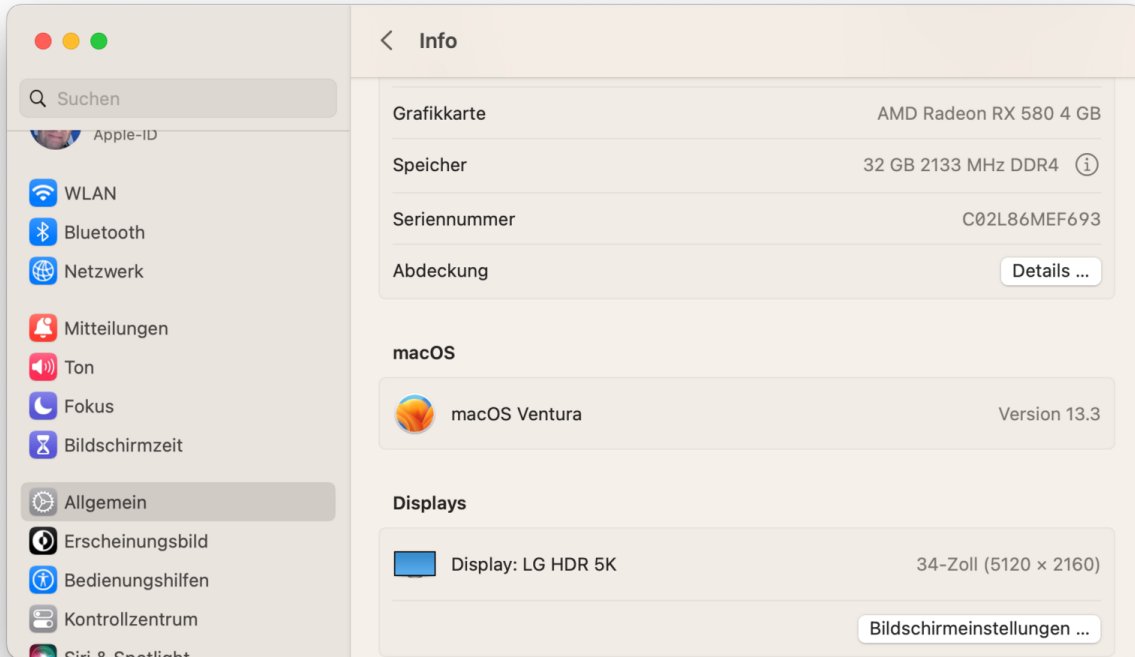 Info
Suchen
Apple-ID
WLAN
Bluetooth
Netzwerk
Mitteilungen
Ton
Fokus
Bildschirmzeit
Allgemein
Erscheinungsbild
Bedienungshilfen
Kontrollzentrum
Siri & Spotlight
Grafikkarte AMD Radeon RX 580 4 GB
Speicher 32 GB 2133 MHz DDR4
Seriennummer C02L86MEF693
Abdeckung Details ...
macOS
macOS Ventura Version 13.3
Displays
Display: LG HDR 5K 34-Zoll (5120 × 2160)
Bildschirmeinstellungen ...